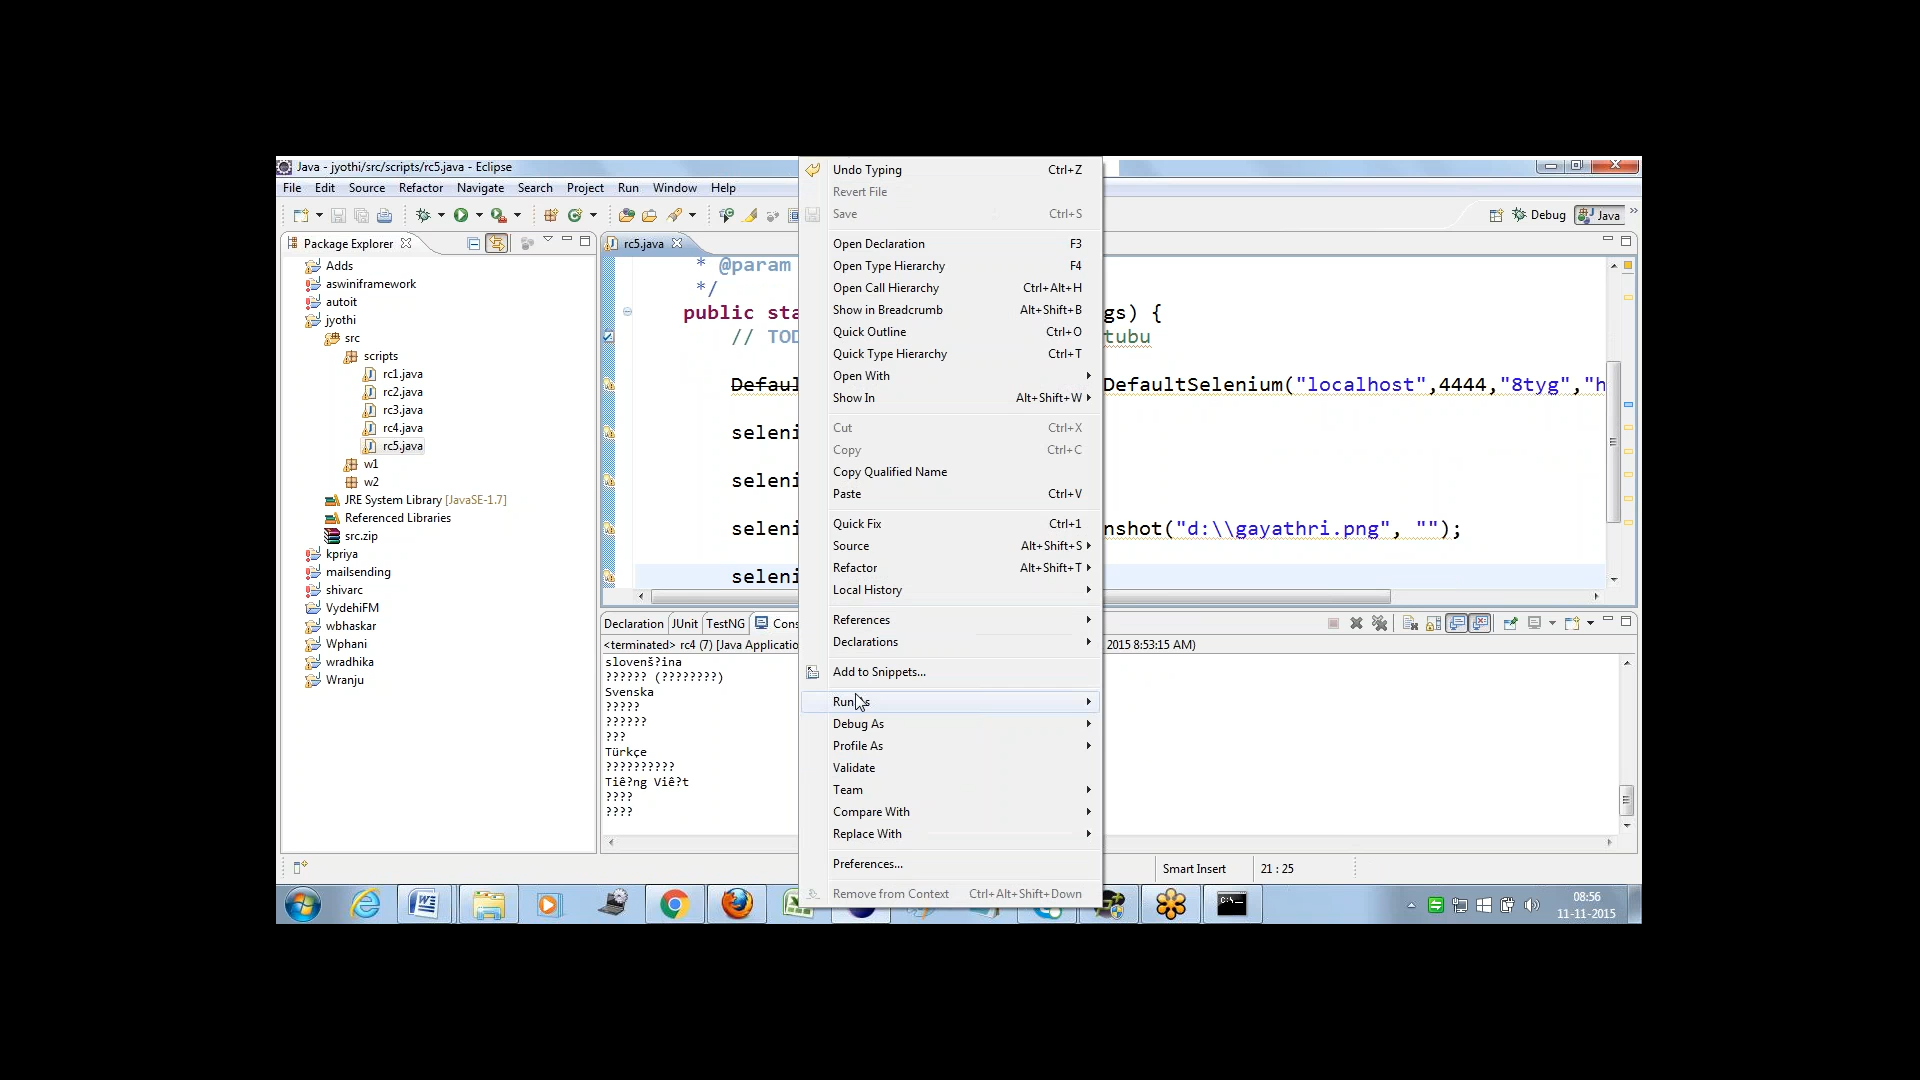 Java - jyothi/src/scripts/rc5.java - Eclipse
File Edit Source Refactor Navigate Search Project Run Window Help
Debug Java
Package Explorer
Adds
aswiniframework
autoit
jyothi
src
scripts
rc1.java
rc2.java
rc3.java
rc4.java
rc5.java
w1
w2
JRE System Library [JavaSE-1.7]
Referenced Libraries
src.zip
kpriya
mailsending
shivarc
VydehiFM
wbhaskar
Wphani
wradhika
Wranju
rc5.java
* @param
*/
public sta gs) {
// TOD tubu
Defaul DefaultSelenium("localhost",4444,"8tyg","h
seleni
seleni
seleni nshot("d:\\gayathri.png", "");
seleni
Undo Typing Ctrl+Z
Revert File
Save Ctrl+S
Open Declaration F3
Open Type Hierarchy F4
Open Call Hierarchy Ctrl+Alt+H
Show in Breadcrumb Alt+Shift+B
Quick Outline Ctrl+O
Quick Type Hierarchy Ctrl+T
Open With
Show In Alt+Shift+W
Cut Ctrl+X
Copy Ctrl+C
Copy Qualified Name
Paste Ctrl+V
Quick Fix Ctrl+1
Source Alt+Shift+S
Refactor Alt+Shift+T
Local History
References
Declarations
Add to Snippets...
Run As
Debug As
Profile As
Validate
Team
Compare With
Replace With
Preferences...
Remove from Context Ctrl+Alt+Shift+Down
Declaration JUnit TestNG Cons
<terminated> rc4 (7) [Java Applicatio 2015 8:53:15 AM)
slovenš?ina
?????? (????????)
Svenska
?????
??????
???
Türkçe
??????????
Tiê?ng Viê?t
????
????
Smart Insert 21 : 25
08:56
11-11-2015